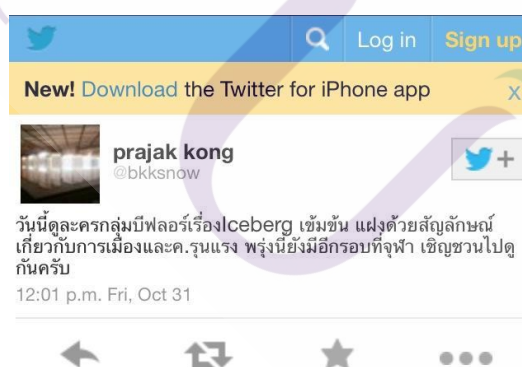 Log in Sign up
New! Download the Twitter for iPhone app x
prajak kong
@bkksnow
วันนี้ดูละครกลุ่มบีฟลอร์เรื่องIceberg เข้มข้น แฝงด้วยสัญลักษณ์
เกี่ยวกับการเมืองและค.รุนแรง พรุ่งนี้ยังมีอีกรอบที่จุฬา เชิญชวนไปดู
กันครับ
12:01 p.m. Fri, Oct 31